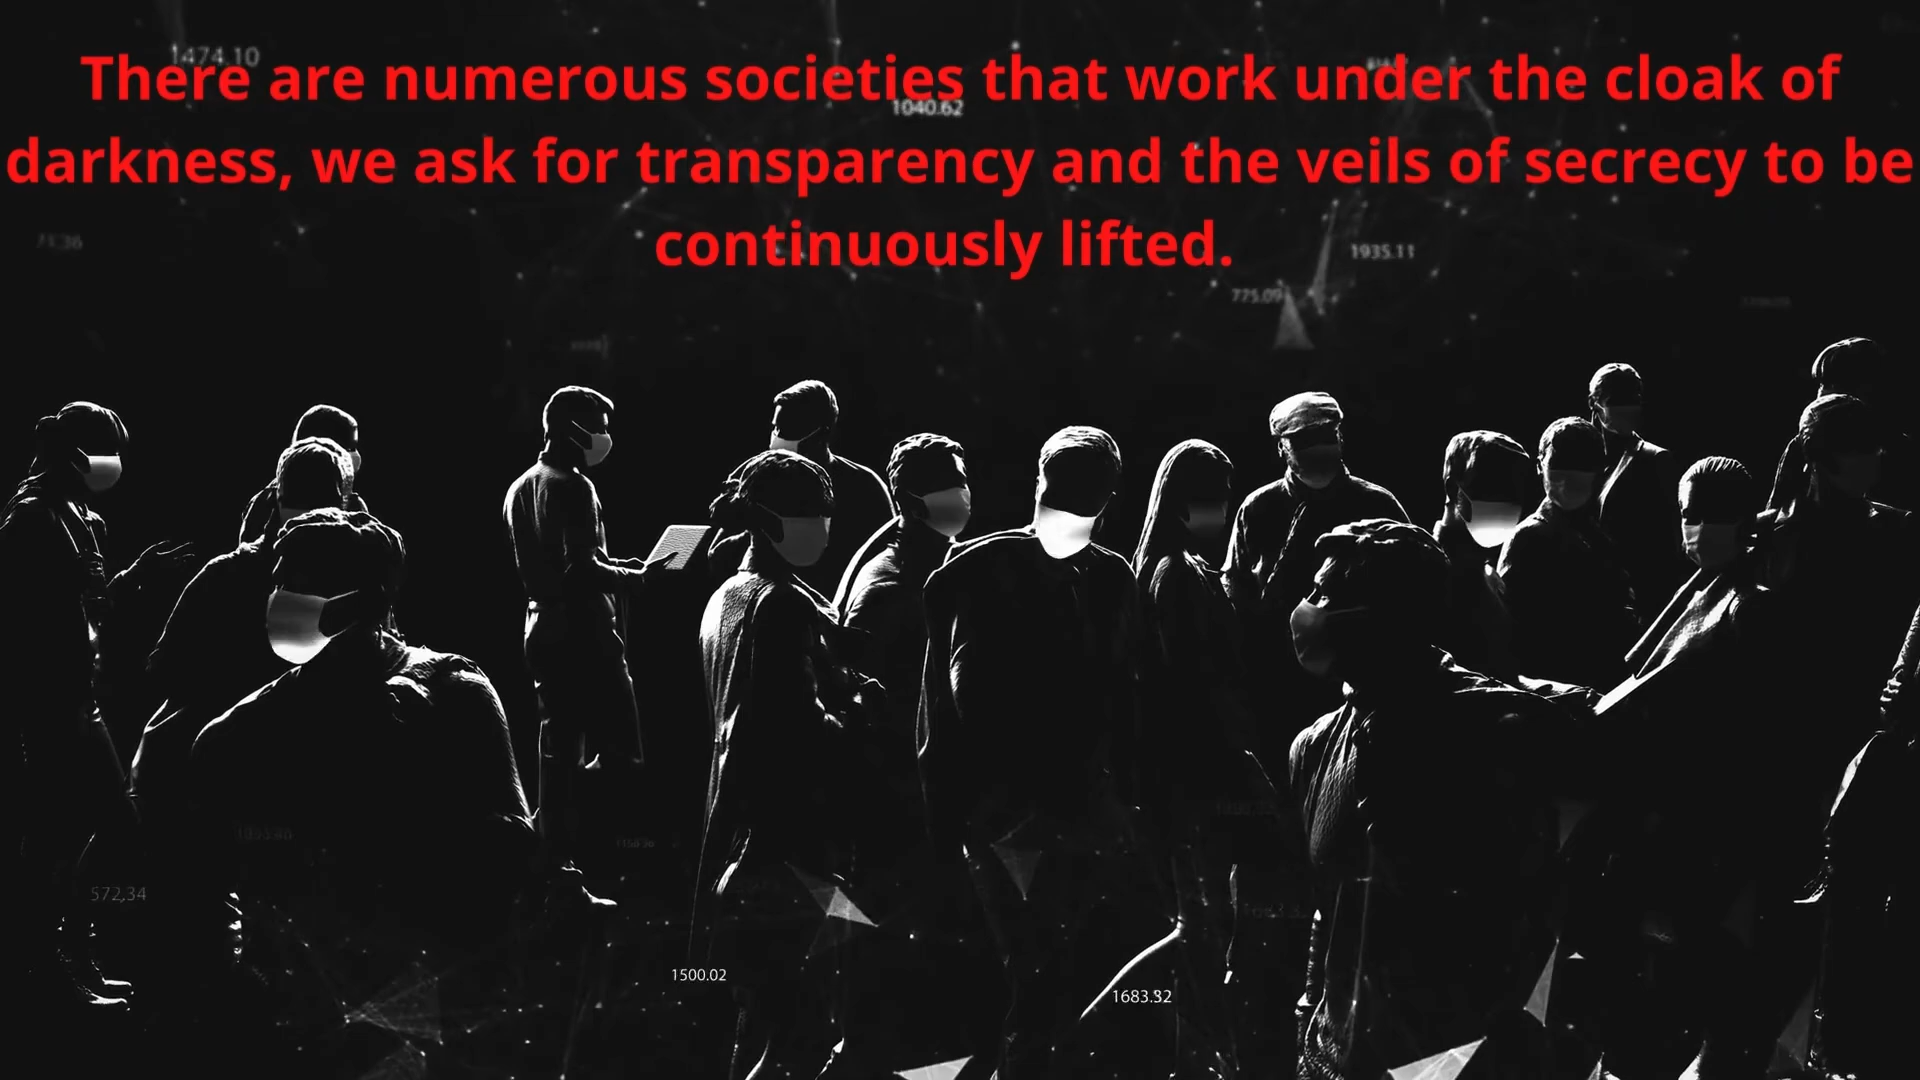 1474.10
There are numerous societies that work under the cloak of
1040.62
darkness, we ask for transparency and the veils of secrecy to be
71.36
continuously lifted.
1935.11
775.09
572,34
1500.02
1683.32